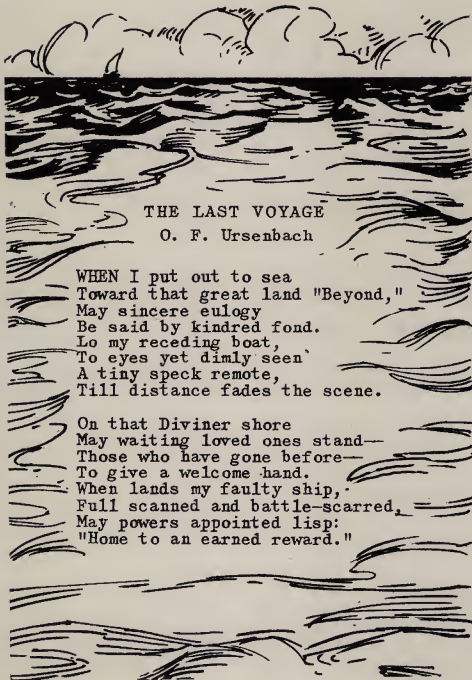 THE LAST VOYAGE
O. F. Ursenbach
WHEN I put out to sea
Toward that great land "Beyond,"
May sincere eulogy
Be said by kindred fond.
Lo my receding boat,
To eyes yet dimly seen
A tiny speck remote,
Till distance fades the scene.
On that Diviner shore
May waiting loved ones stand—
Those who have gone before—
To give a welcome hand.
When lands my faulty ship,
Full scanned and battle-scarred,
May powers appointed lisp:
"Home to an earned reward."